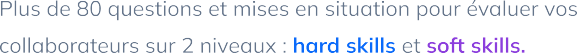 Plus de 80 questions et mises en situation pour évaluer vos
collaborateurs sur 2 niveaux : hard skills et soft skills.